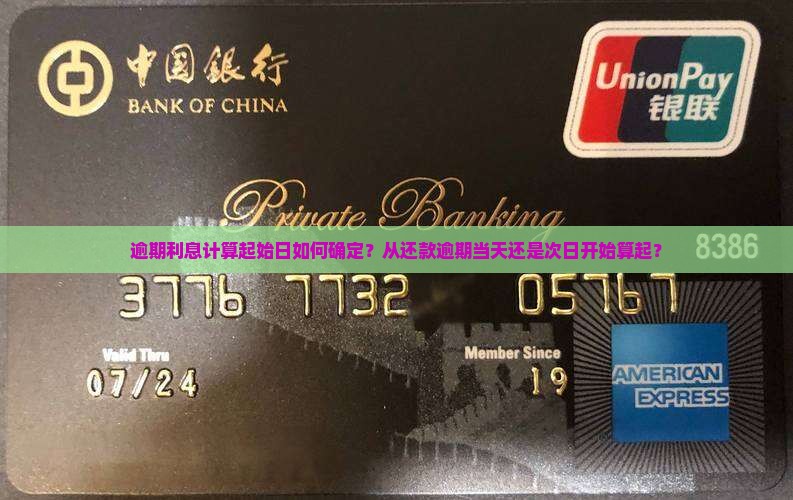 中国銀行
BANK OF CHINA
UnionPay
银联
Private Banking
逾期利息计算起始日如何确定？从还款逾期当天还是次日开始算起？
8386
3776 7732 05767
Valid Thru
Member Since
07/24
19
AMERICAN
EXPRESS